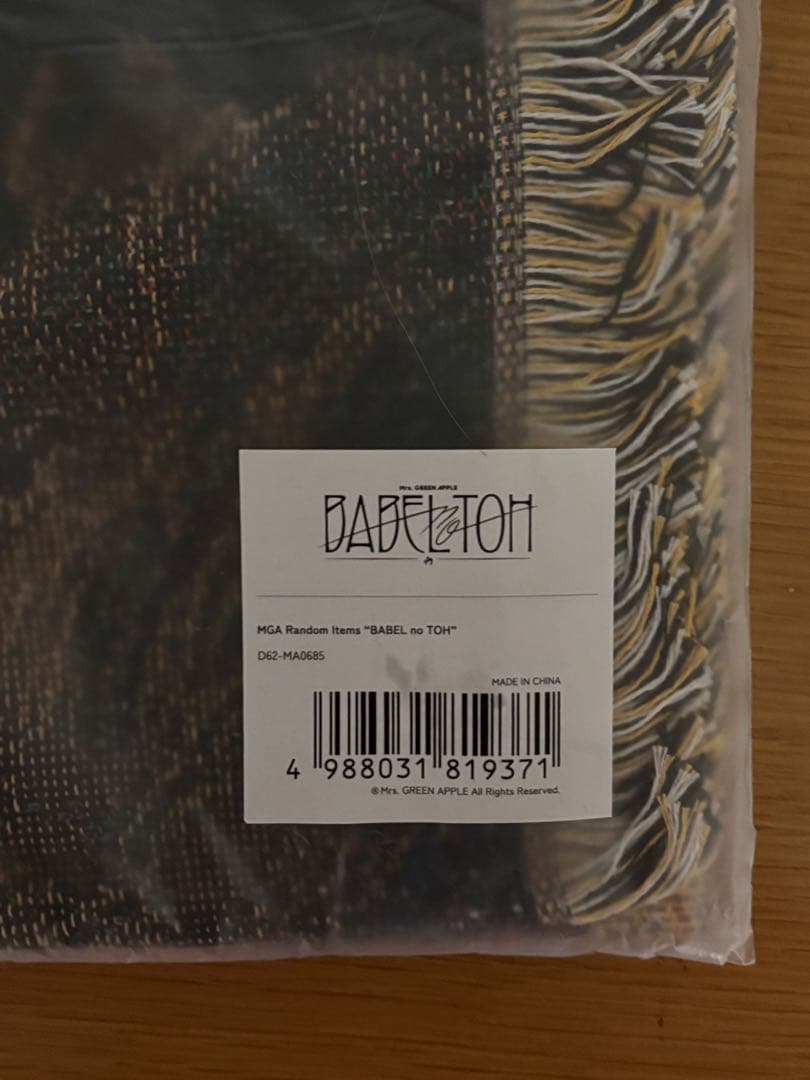 Mrs. GREEN APPLE
BABEL no TOH
MGA Random Items “BABEL no TOH”
D62-MA0685
MADE IN CHINA
4 988031 819371
®Mrs. GREEN APPLE All Rights Reserved.